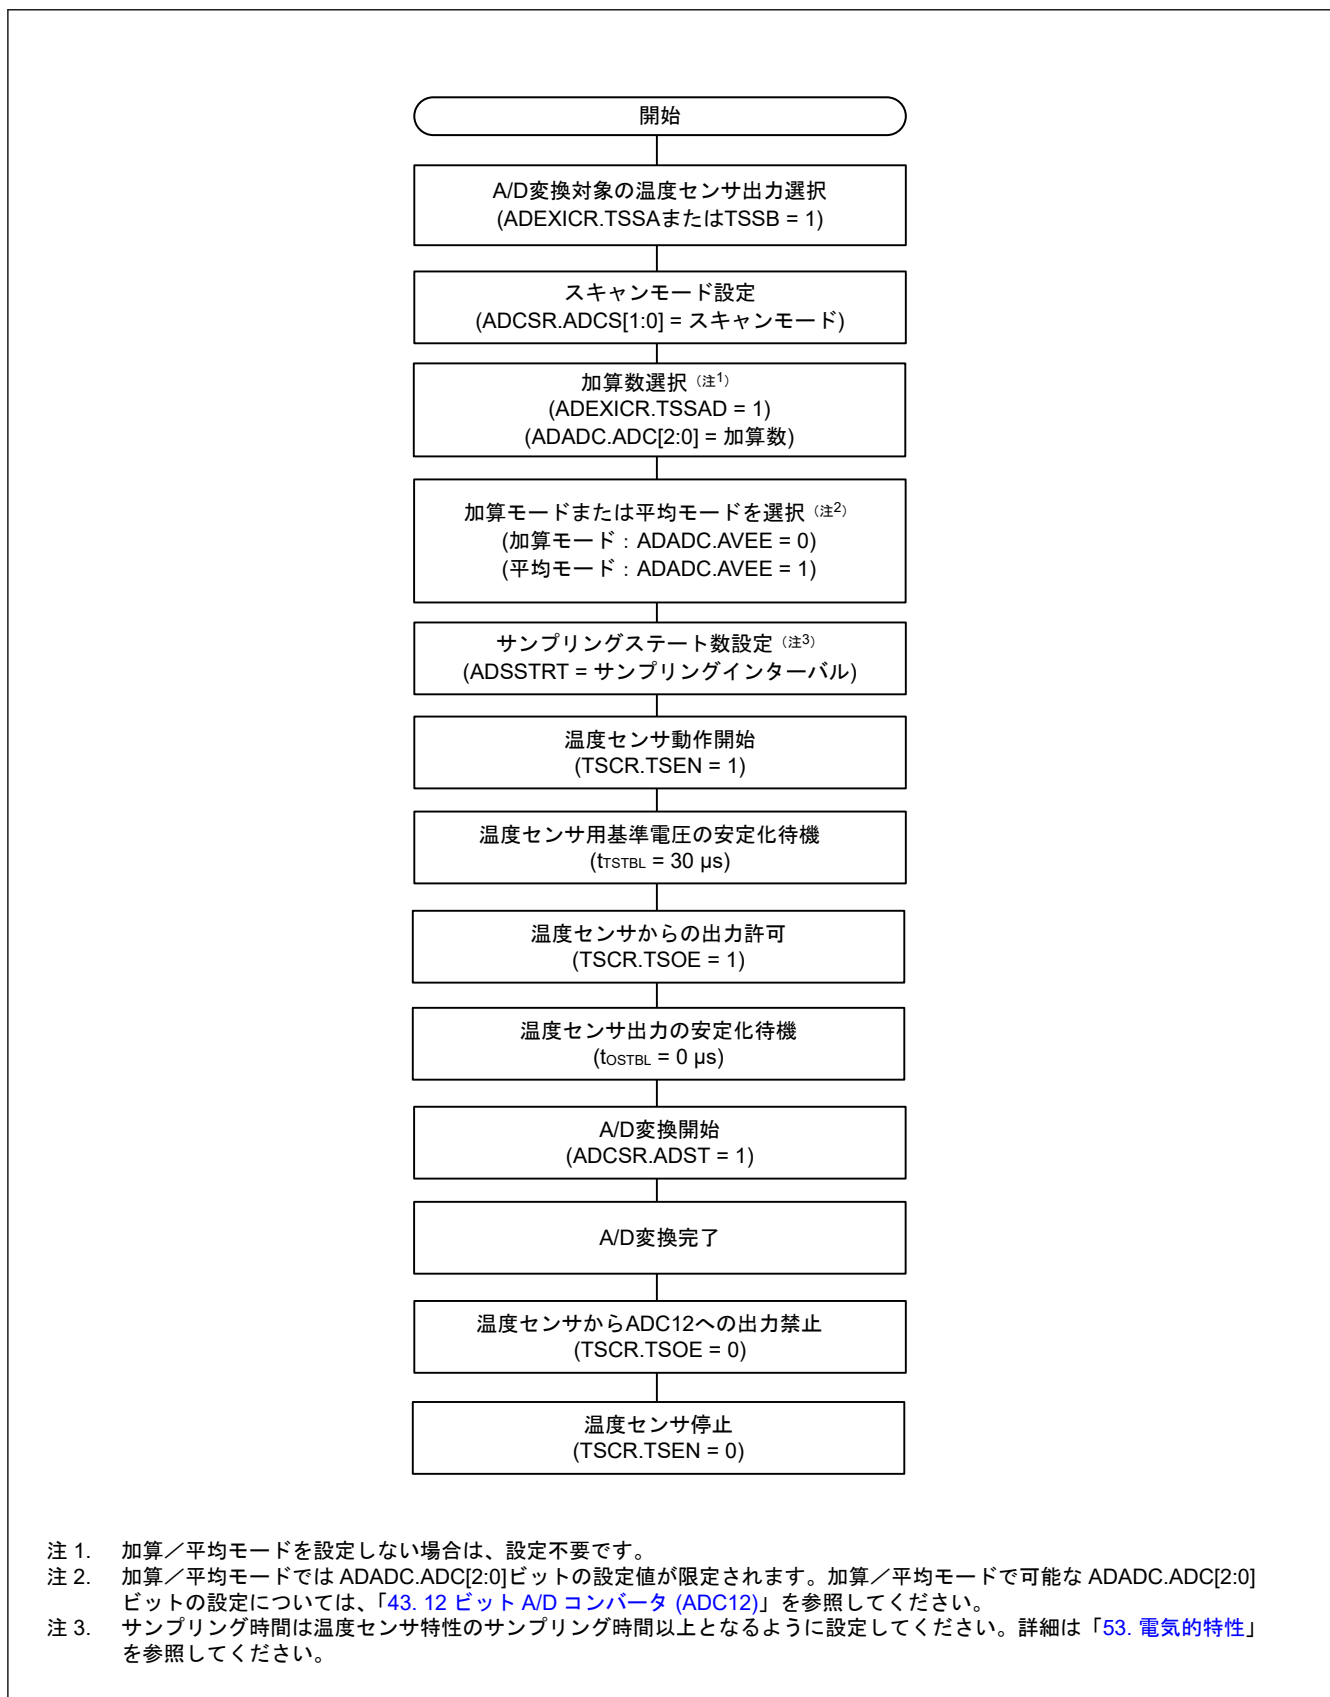 開始
A/D変換対象の温度センサ出力選択
(ADEXICR.TSSAまたはTSSB = 1)
スキャンモード設定
(ADCSR.ADCS[1:0] = スキャンモード)
加算数選択（注1）
(ADEXICR.TSSAD = 1)
(ADADC.ADC[2:0] = 加算数)
加算モードまたは平均モードを選択（注2）
(加算モード：ADADC.AVEE = 0)
(平均モード：ADADC.AVEE = 1)
サンプリングステート数設定（注3）
(ADSSTRT = サンプリングインターバル)
温度センサ動作開始
(TSCR.TSEN = 1)
温度センサ用基準電圧の安定化待機
(tTSTBL = 30 µs)
温度センサからの出力許可
(TSCR.TSOE = 1)
温度センサ出力の安定化待機
(tOSTBL = 0 µs)
A/D変換開始
(ADCSR.ADST = 1)
A/D変換完了
温度センサからADC12への出力禁止
(TSCR.TSOE = 0)
温度センサ停止
(TSCR.TSEN = 0)
注 1. 加算／平均モードを設定しない場合は、設定不要です。
注 2. 加算／平均モードでは ADADC.ADC[2:0]ビットの設定値が限定されます。加算／平均モードで可能な ADADC.ADC[2:0]
ビットの設定については、「43. 12 ビット A/D コンバータ (ADC12)」を参照してください。
注 3. サンプリング時間は温度センサ特性のサンプリング時間以上となるように設定してください。詳細は「53. 電気的特性」
を参照してください。